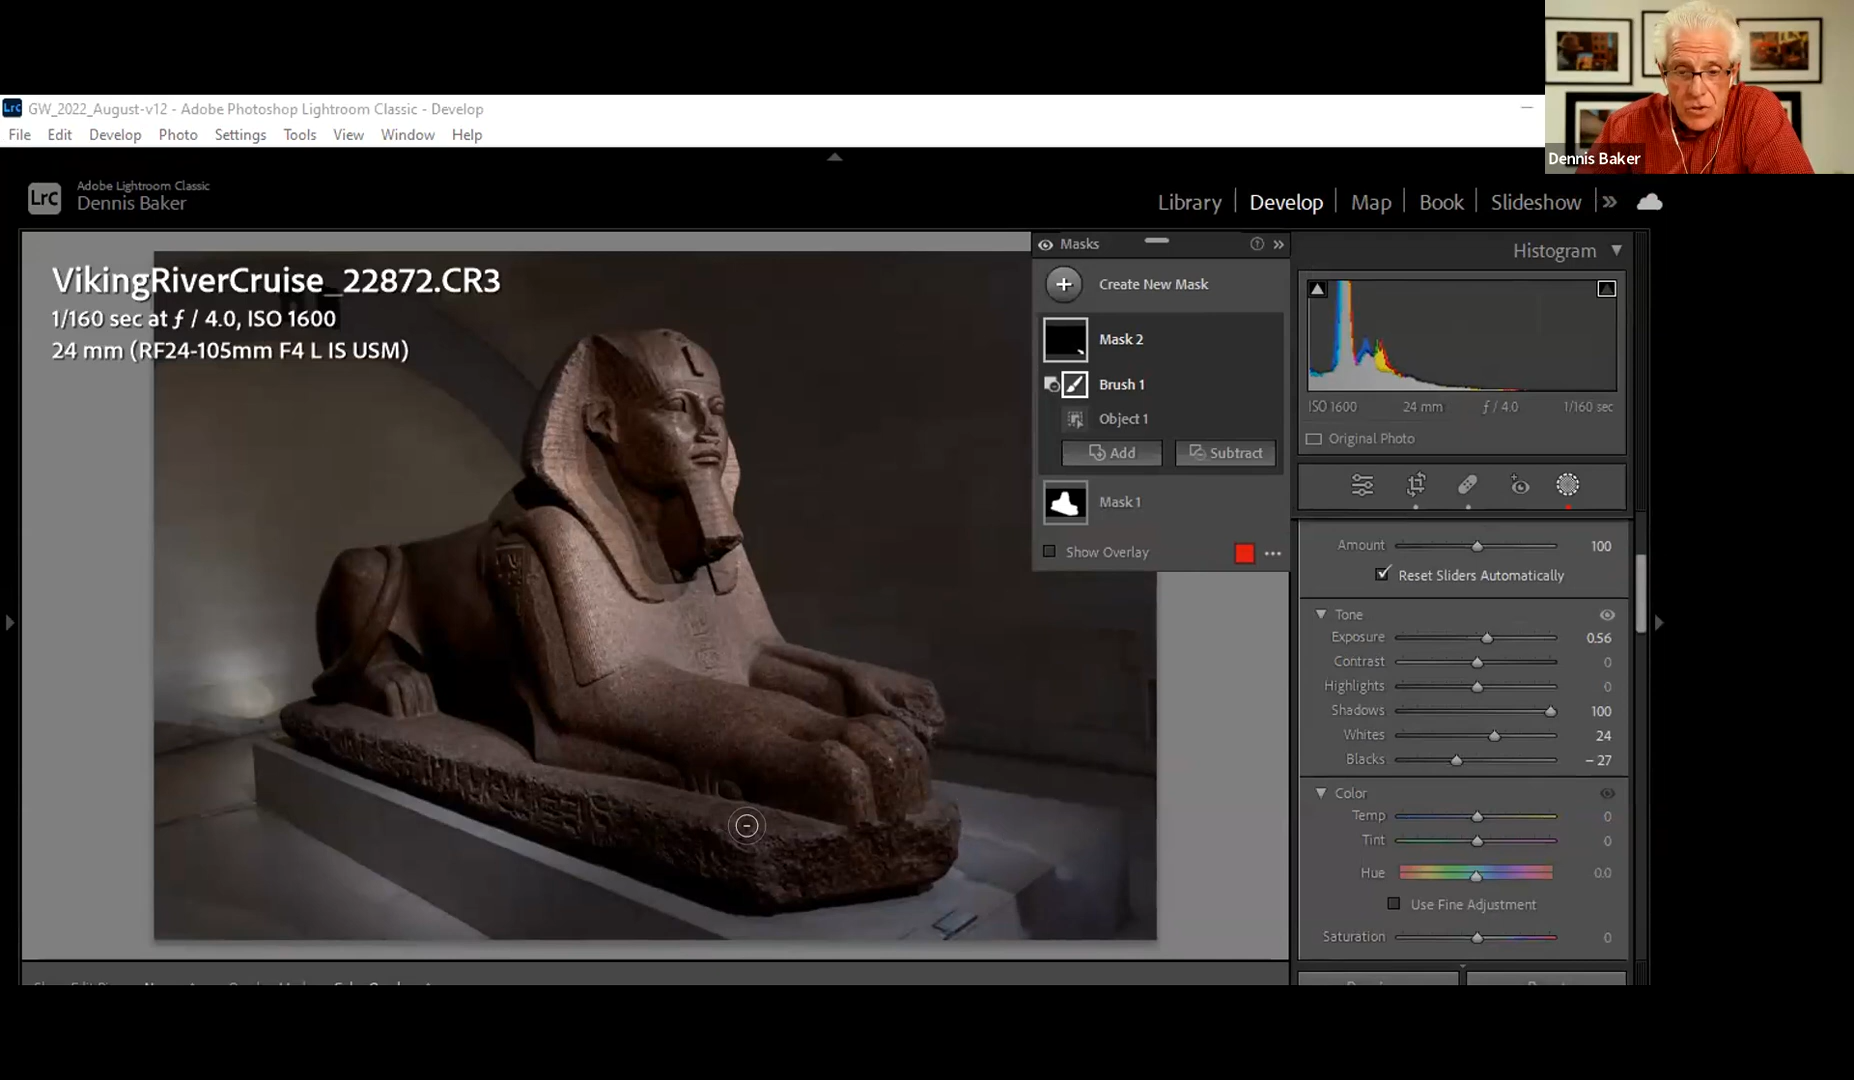 Lrc GW_2022_August-v12 - Adobe Photoshop Lightroom Classic - Develop
File Edit Develop Photo Settings Tools View Window Help
Dennis Baker
Lrc
Adobe Lightroom Classic
Dennis Baker
Library Develop Map Book Slideshow »
VikingRiverCruise_22872.CR3
1/160 sec at ƒ / 4.0, ISO 1600
24 mm (RF24-105mm F4 L IS USM)
Masks
Create New Mask
Mask 2
Brush 1
Object 1
Add Subtract
Mask 1
Show Overlay
Histogram
ISO 1600 24 mm ƒ / 4.0 1/160 sec
Original Photo
Amount 100
Reset Sliders Automatically
Tone
Exposure 0.56
Contrast 0
Highlights 0
Shadows 100
Whites 24
Blacks – 27
Color
Temp 0
Tint 0
Hue 0.0
Use Fine Adjustment
Saturation 0